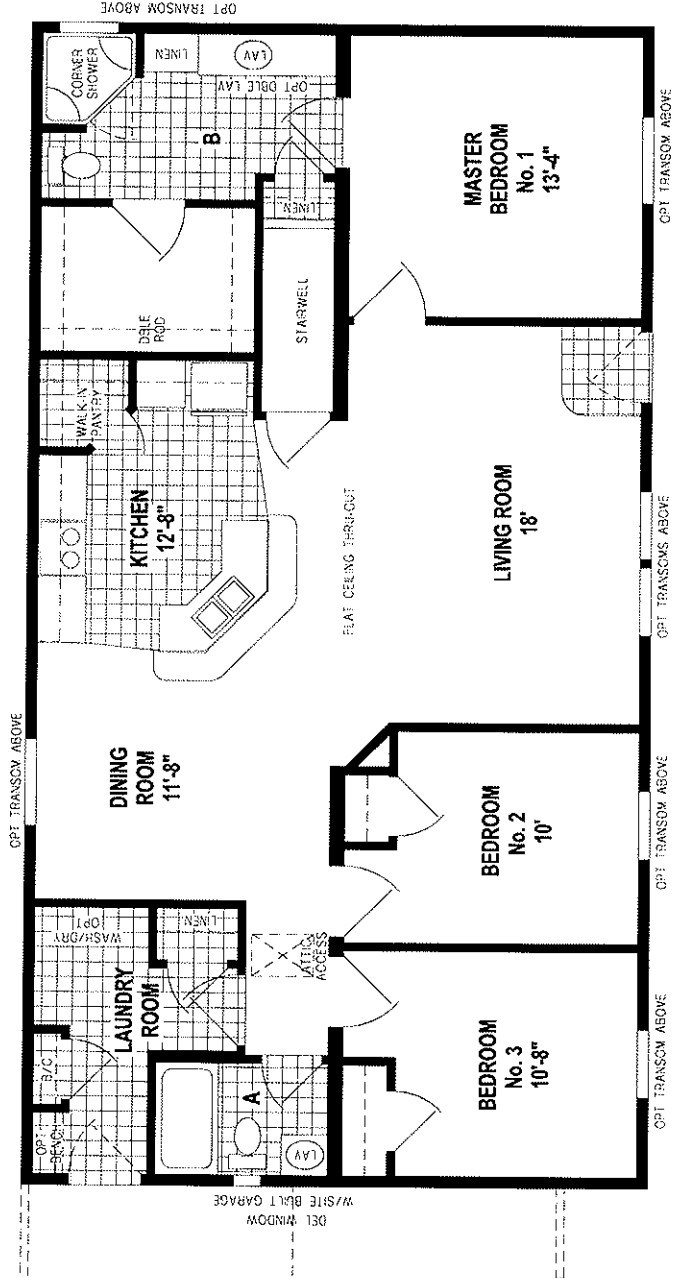 OPT TRANSOM ABOVE
CORNER
SHOWER
LINEN
LAV
OPT DBLE LAV
B
LINEN
MASTER
BEDROOM
No. 1
13'-4"
OPT TRANSOM ABOVE
DBLE
ROD
STAIRWELL
WALK-IN
PANTRY
KITCHEN
12'-8"
FLAT CEILING THRU-OUT
LIVING ROOM
18'
OPT TRANSOMS ABOVE
OPT TRANSOM ABOVE
DINING
ROOM
11'-8"
BEDROOM
No. 2
10'
OPT TRANSOM ABOVE
WASH/DRY
OPT
LINEN
LAUNDRY
ROOM
ATTIC
ACCESS
B/C
OPT
BENCH
A
LAV
BEDROOM
No. 3
10'-8"
OPT TRANSOM ABOVE
DEL WINDOW
W/SITE BUILT GARAGE